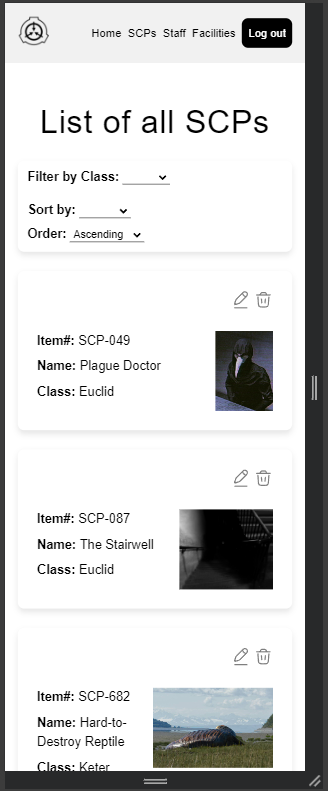 Home SCPs Staff Facilities Log out
List of all SCPs
Filter by Class:
Sort by:
Order: Ascending
Item#: SCP-049
Name: Plague Doctor
Class: Euclid
Item#: SCP-087
Name: The Stairwell
Class: Euclid
Item#: SCP-682
Name: Hard-to-
Destroy Reptile
Class: Keter